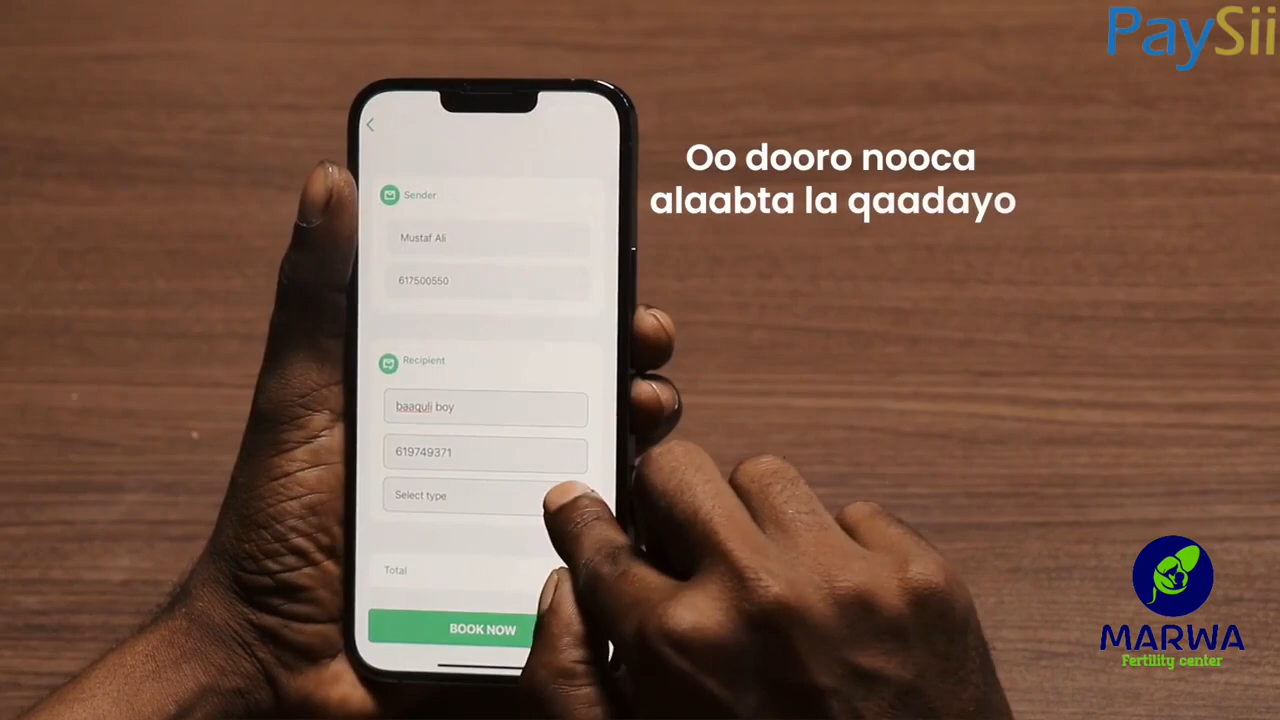 PaySii
Oo dooro nooca
alaabta la qaadayo
Sender
Mustaf Ali
617500550
Recipient
baaquli boy
619749371
Select type
Total
BOOK NOW
MARWA
Fertility center